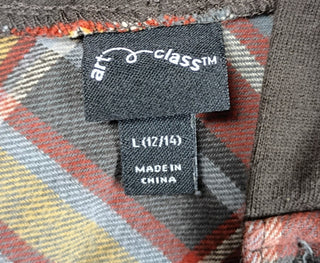 art class™
L (12/14)
MADE IN
CHINA